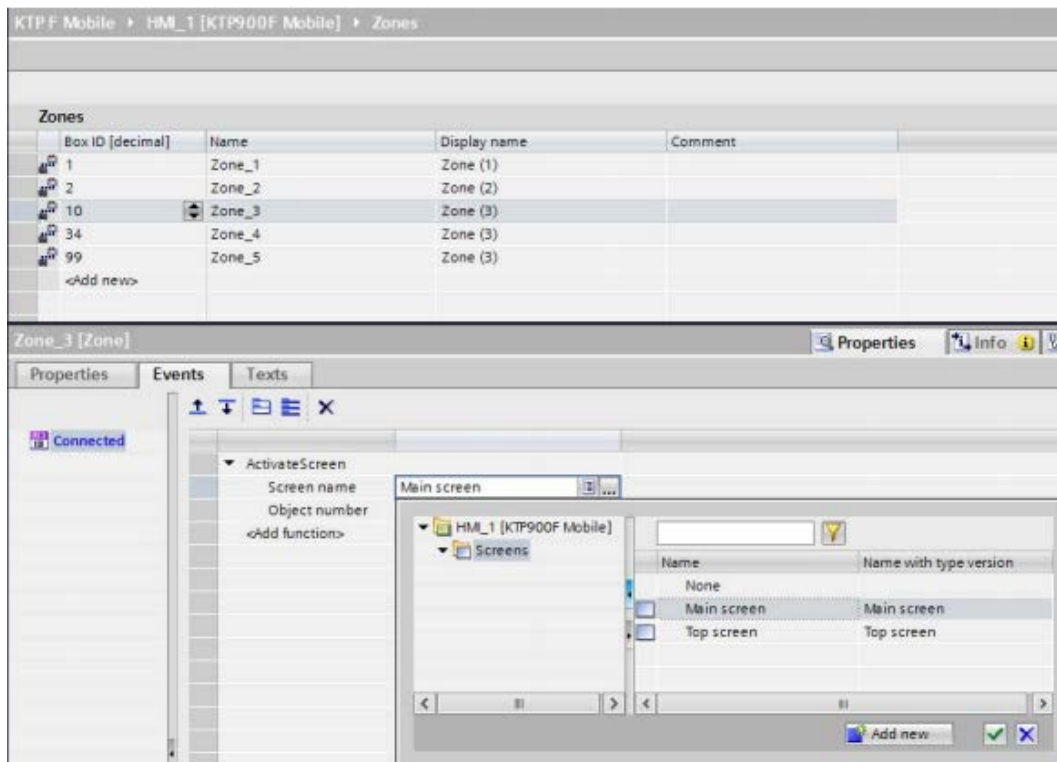 KTP F Mobile ▸ HMI_1 [KTP900F Mobile] ▸ Zones
Zones
Box ID [decimal] Name Display name Comment
1 Zone_1 Zone (1)
2 Zone_2 Zone (2)
10 Zone_3 Zone (3)
34 Zone_4 Zone (3)
99 Zone_5 Zone (3)
<Add new>
Zone_3 [Zone] Properties Info
Properties Events Texts
Connected
ActivateScreen
Screen name Main screen ...
Object number
<Add function>
HMI_1 [KTP900F Mobile]
Screens
Name Name with type version
None
Main screen Main screen
Top screen Top screen
Add new